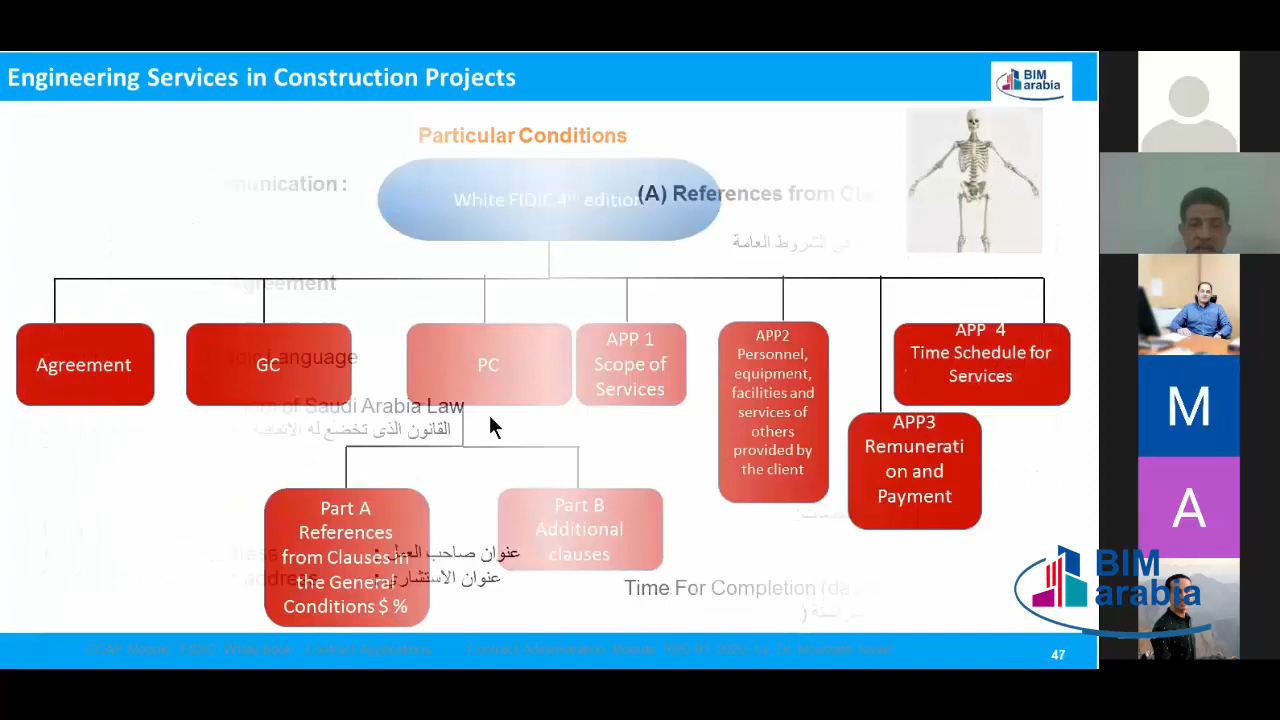 Engineering Services in Construction Projects
BIM
arabia
Particular Conditions
munication :
White FIDIC 4th edition
(A) References from
في الشروط العامة
greement
Agreement
GC
PC
APP 1
Scope of
Services
APP2
Personnel,
equipment,
facilities and
services of
others
provided by
the client
APP 4
Time Schedule for
Services
Language
of Saudi Arabia Law
القانون الذى تخضع له الاتفاقية
APP3
Remunerati
on and
Payment
Part A
References
from Clauses in
the General
Conditions $ %
Part B
Additional
clauses
عنوان صاحب العمل :
عنوان الاستشارى :
address
Time For Completion
BIM
arabia
47
M
A